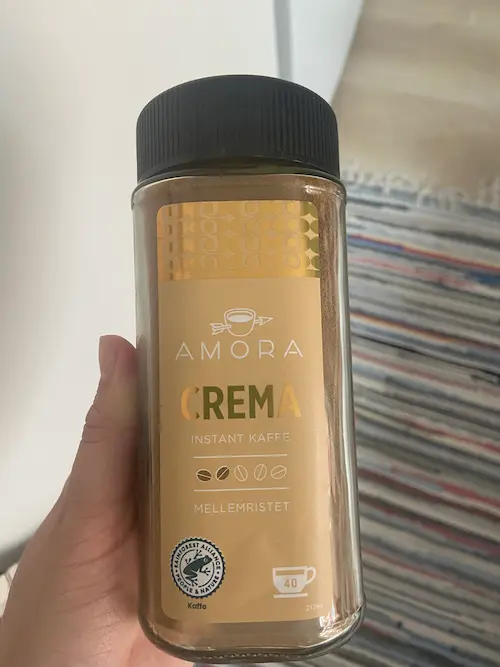 AMORA
CREMA
INSTANT KAFFE
MELLEMRISTET
RAINFOREST ALLIANCE
PEOPLE & NATURE
Kaffe
40